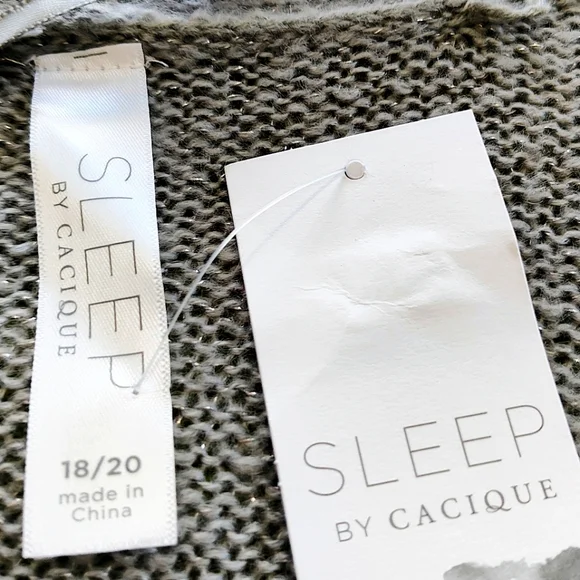 SLEEP
BY CACIQUE
18/20
made in
China
SLEEP
BY CACIQUE